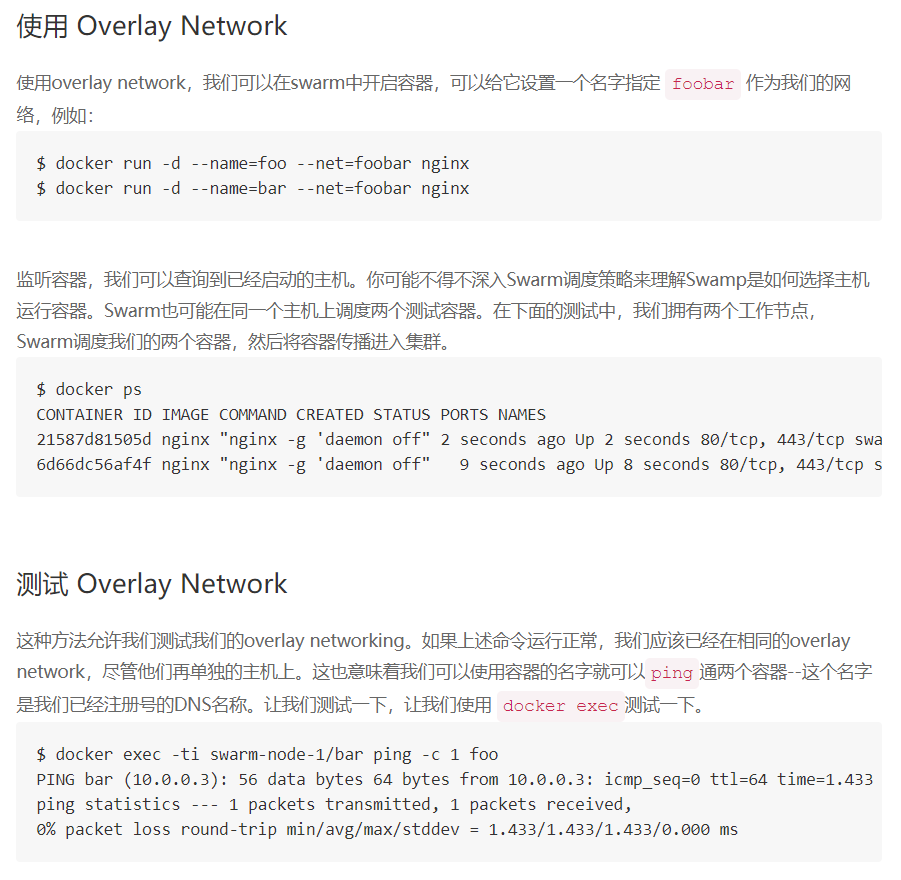 使用 Overlay Network
使用overlay network，我们可以在swarm中开启容器，可以给它设置一个名字指定 foobar 作为我们的网
络，例如：
$ docker run -d --name=foo --net=foobar nginx
$ docker run -d --name=bar --net=foobar nginx
监听容器，我们可以查询到已经启动的主机。你可能不得不深入Swarm调度策略来理解Swamp是如何选择主机
运行容器。Swarm也可能在同一个主机上调度两个测试容器。在下面的测试中，我们拥有两个工作节点，
Swarm调度我们的两个容器，然后将容器传播进入集群。
$ docker ps
CONTAINER ID IMAGE COMMAND CREATED STATUS PORTS NAMES
21587d81505d nginx "nginx -g 'daemon off" 2 seconds ago Up 2 seconds 80/tcp, 443/tcp swa
6d66dc56af4f nginx "nginx -g 'daemon off"   9 seconds ago Up 8 seconds 80/tcp, 443/tcp s
测试 Overlay Network
这种方法允许我们测试我们的overlay networking。如果上述命令运行正常，我们应该已经在相同的overlay
network，尽管他们再单独的主机上。这也意味着我们可以使用容器的名字就可以 ping 通两个容器--这个名字
是我们已经注册号的DNS名称。让我们测试一下，让我们使用 docker exec 测试一下。
$ docker exec -ti swarm-node-1/bar ping -c 1 foo
PING bar (10.0.0.3): 56 data bytes 64 bytes from 10.0.0.3: icmp_seq=0 ttl=64 time=1.433
ping statistics --- 1 packets transmitted, 1 packets received,
0% packet loss round-trip min/avg/max/stddev = 1.433/1.433/1.433/0.000 ms